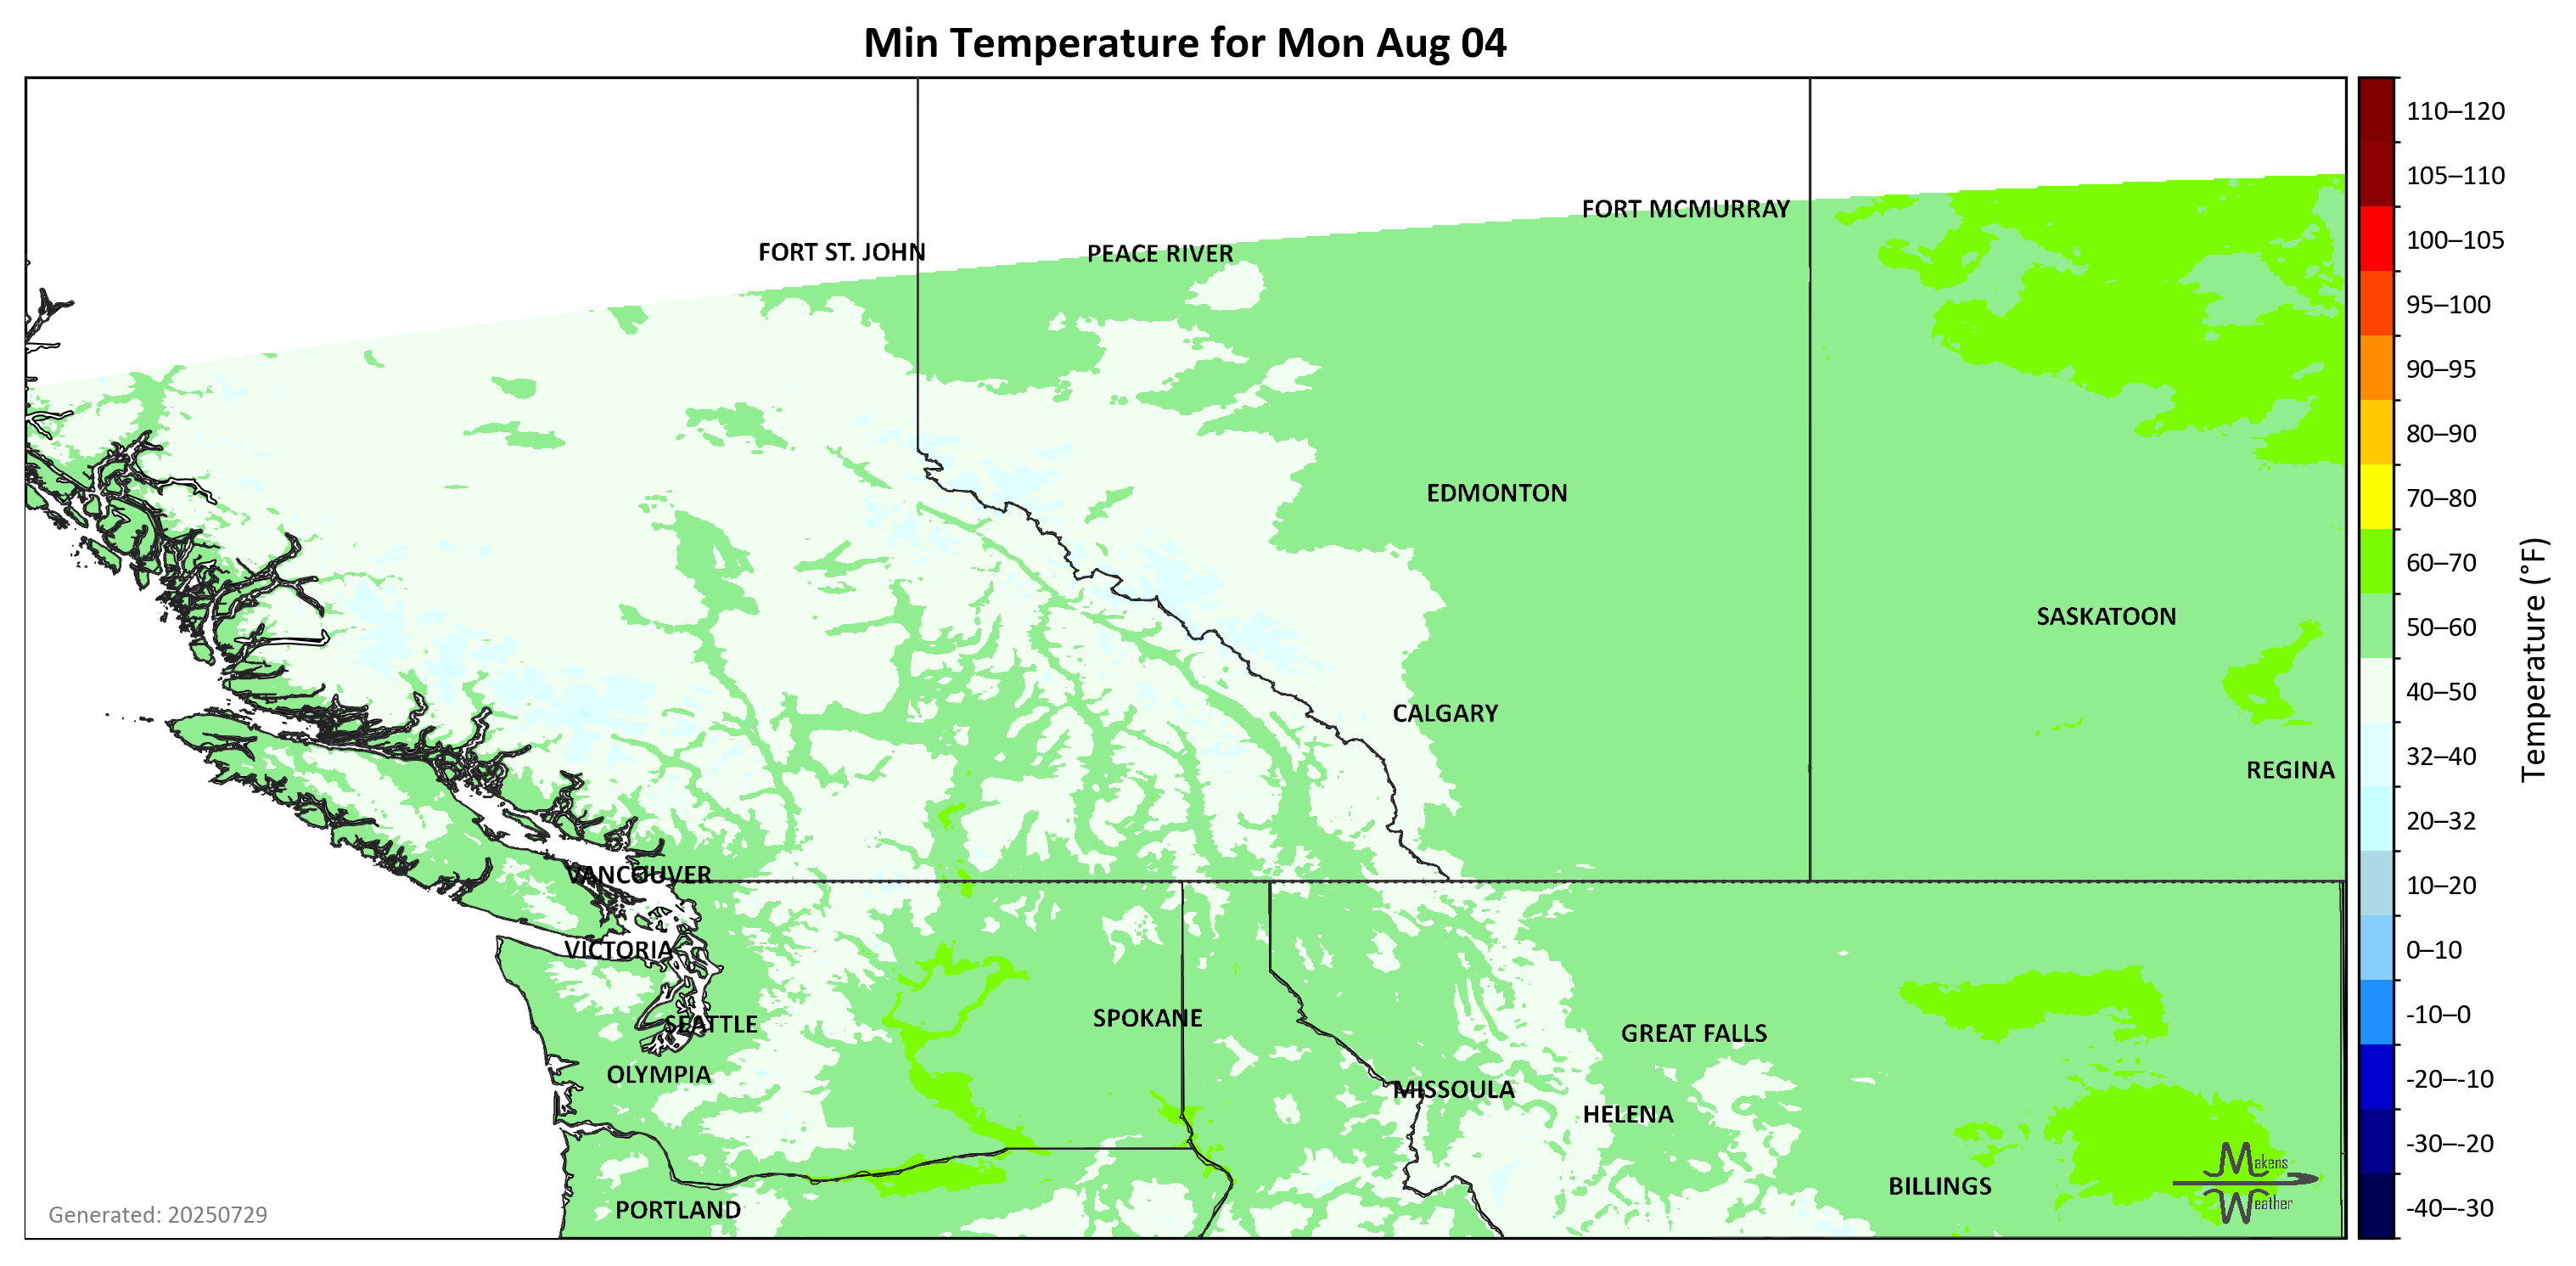 Min Temperature for Mon Aug 04
FORT MCMURRAY
FORT ST. JOHN
PEACE RIVER
EDMONTON
SASKATOON
CALGARY
REGINA
VANCOUVER
VICTORIA
SEATTLE
SPOKANE
GREAT FALLS
OLYMPIA
MISSOULA
HELENA
BILLINGS
PORTLAND
Makens
Weather
Generated: 20250729
110–120
105–110
100–105
95–100
90–95
80–90
70–80
60–70
50–60
40–50
32–40
20–32
10–20
0–10
-10–0
-20–-10
-30–-20
-40–-30
Temperature (°F)